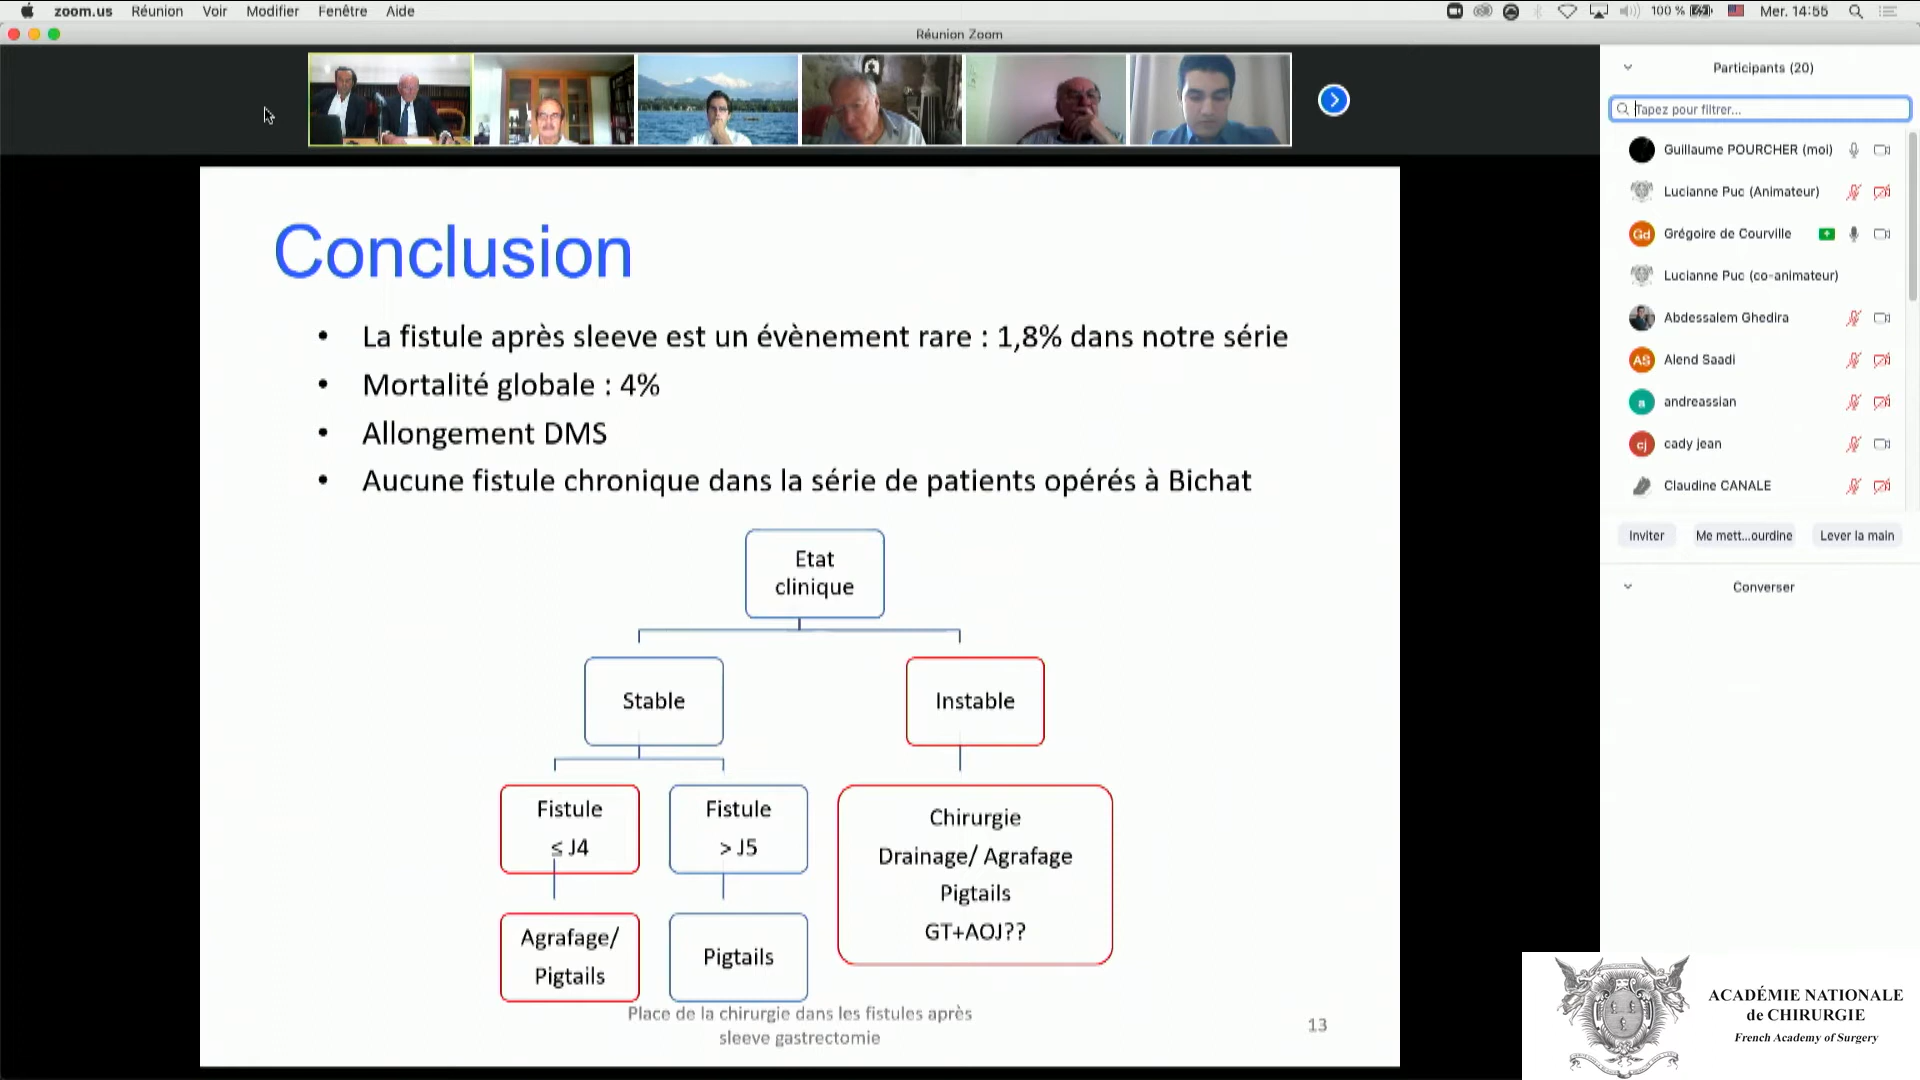 zoom.us Réunion Voir Modifier Fenêtre Aide
100 % Mer. 14:55
Réunion Zoom
Participants (20)
Tapez pour filtrer...
Guillaume POURCHER (moi)
Lucianne Puc (Animateur)
Gd Grégoire de Courville
Lucianne Puc (co-animateur)
Abdessalem Ghedira
AS Alend Saadi
a andreassian
cj cady jean
Claudine CANALE
Inviter Me mett...ourdine Lever la main
Converser
Conclusion
• La fistule après sleeve est un évènement rare : 1,8% dans notre série
• Mortalité globale : 4%
• Allongement DMS
• Aucune fistule chronique dans la série de patients opérés à Bichat
Etat
clinique
Stable
Instable
Fistule
≤ J4
Fistule
> J5
Chirurgie
Drainage/ Agrafage
Pigtails
GT+AOJ??
Agrafage/
Pigtails
Pigtails
Place de la chirurgie dans les fistules après
sleeve gastrectomie
13
ACADÉMIE NATIONALE
de CHIRURGIE
French Academy of Surgery